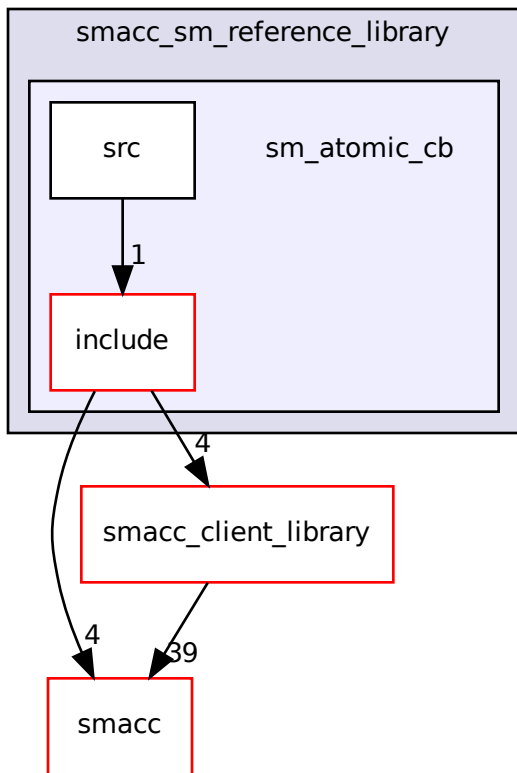 smacc_sm_reference_library
src
sm_atomic_cb
1
include
4
smacc_client_library
4
39
smacc